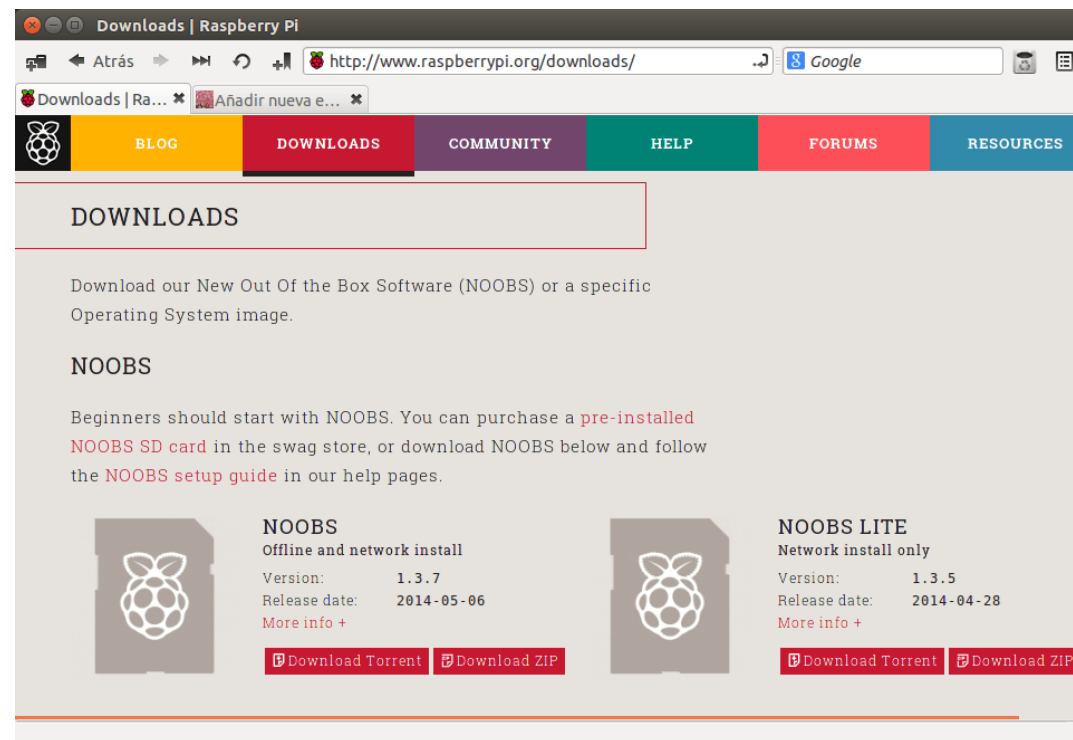 Downloads | Raspberry Pi
Atrás
http://www.raspberrypi.org/downloads/
8 Google
Downloads | Ra...
Añadir nueva e...
BLOG
DOWNLOADS
COMMUNITY
HELP
FORUMS
RESOURCES
DOWNLOADS
Download our New Out Of the Box Software (NOOBS) or a specific
Operating System image.
NOOBS
Beginners should start with NOOBS. You can purchase a pre-installed
NOOBS SD card in the swag store, or download NOOBS below and follow
the NOOBS setup guide in our help pages.
NOOBS
Offline and network install
Version: 1.3.7
Release date: 2014-05-06
More info +
Download Torrent
Download ZIP
NOOBS LITE
Network install only
Version: 1.3.5
Release date: 2014-04-28
More info +
Download Torrent
Download ZIP